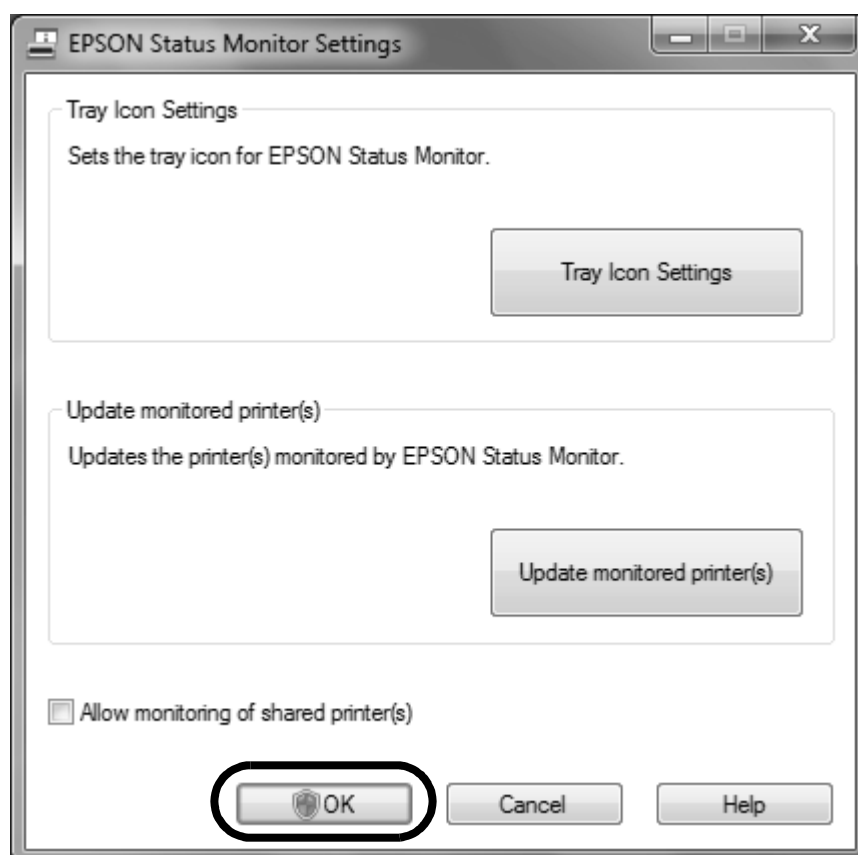 EPSON Status Monitor Settings
Tray Icon Settings
Sets the tray icon for EPSON Status Monitor.
Tray Icon Settings
Update monitored printer(s)
Updates the printer(s) monitored by EPSON Status Monitor.
Update monitored printer(s)
Allow monitoring of shared printer(s)
OK Cancel Help